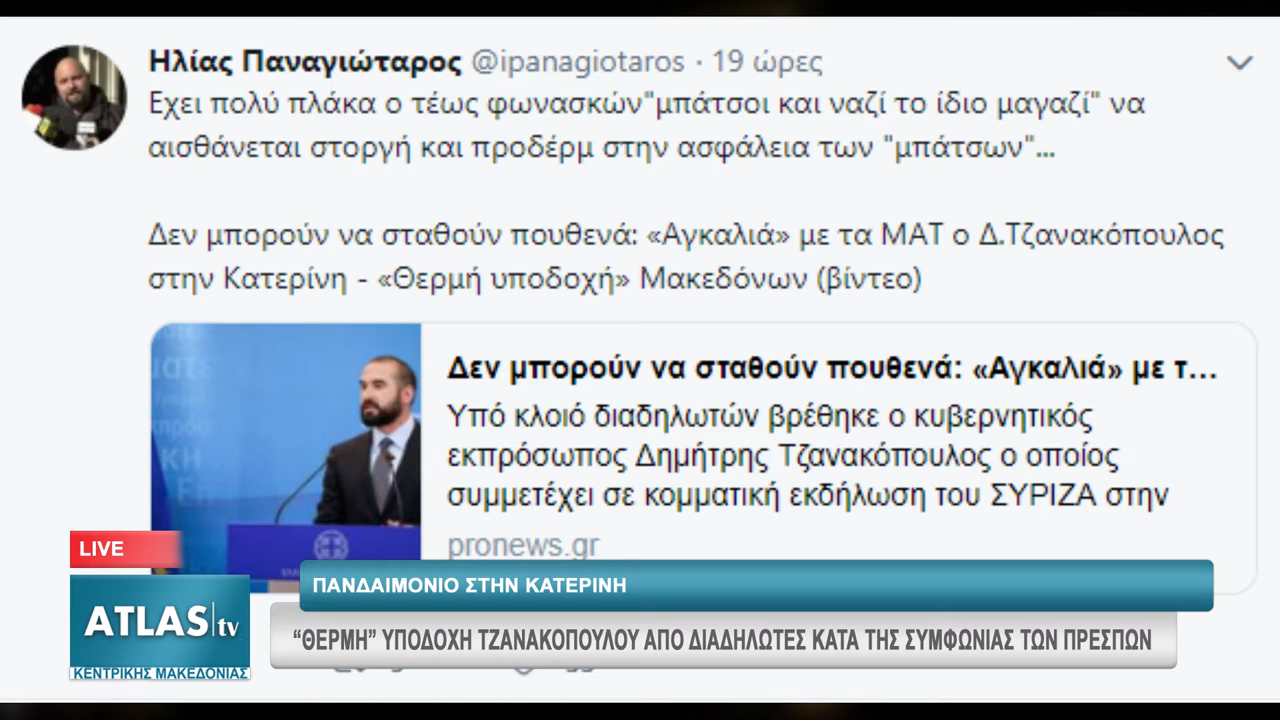 Ηλίας Παναγιώταρος @ipanagiotaros · 19 ώρες
Εχει πολύ πλάκα ο τέως φωνασκών"μπάτσοι και ναζί το ίδιο μαγαζί" να
αισθάνεται στοργή και προδέρμ στην ασφάλεια των "μπάτσων"...
Δεν μπορούν να σταθούν πουθενά: «Αγκαλιά» με τα ΜΑΤ ο Δ.Τζανακόπουλος
στην Κατερίνη - «Θερμή υποδοχή» Μακεδόνων (βίντεο)
Δεν μπορούν να σταθούν πουθενά: «Αγκαλιά» με τ...
Υπό κλοιό διαδηλωτών βρέθηκε ο κυβερνητικός
εκπρόσωπος Δημήτρης Τζανακόπουλος ο οποίος
συμμετέχει σε κομματική εκδήλωση του ΣΥΡΙΖΑ στην
pronews.gr
LIVE
ΠΑΝΔΑΙΜΟΝΙΟ ΣΤΗΝ ΚΑΤΕΡΙΝΗ
ATLAS tv
“ΘΕΡΜΗ” ΥΠΟΔΟΧΗ ΤΖΑΝΑΚΟΠΟΥΛΟΥ ΑΠΟ ΔΙΑΔΗΛΩΤΕΣ ΚΑΤΑ ΤΗΣ ΣΥΜΦΩΝΙΑΣ ΤΩΝ ΠΡΕΣΠΩΝ
ΚΕΝΤΡΙΚΗΣ ΜΑΚΕΔΟΝΙΑΣ